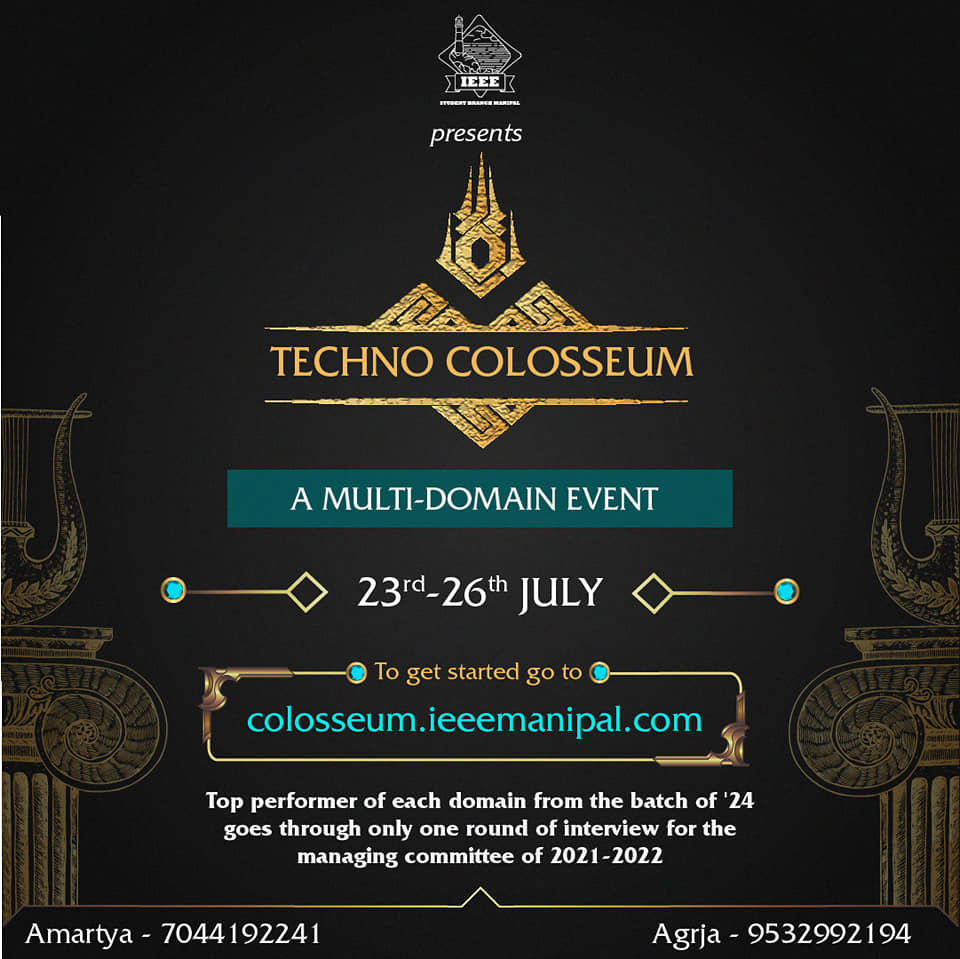 IEEE
STUDENT BRANCH MANIPAL
presents
TECHNO COLOSSEUM
A MULTI-DOMAIN EVENT
23rd-26th JULY
To get started go to
colosseum.ieeemanipal.com
Top performer of each domain from the batch of '24
goes through only one round of interview for the
managing committee of 2021-2022
Amartya - 7044192241
Agrja - 9532992194